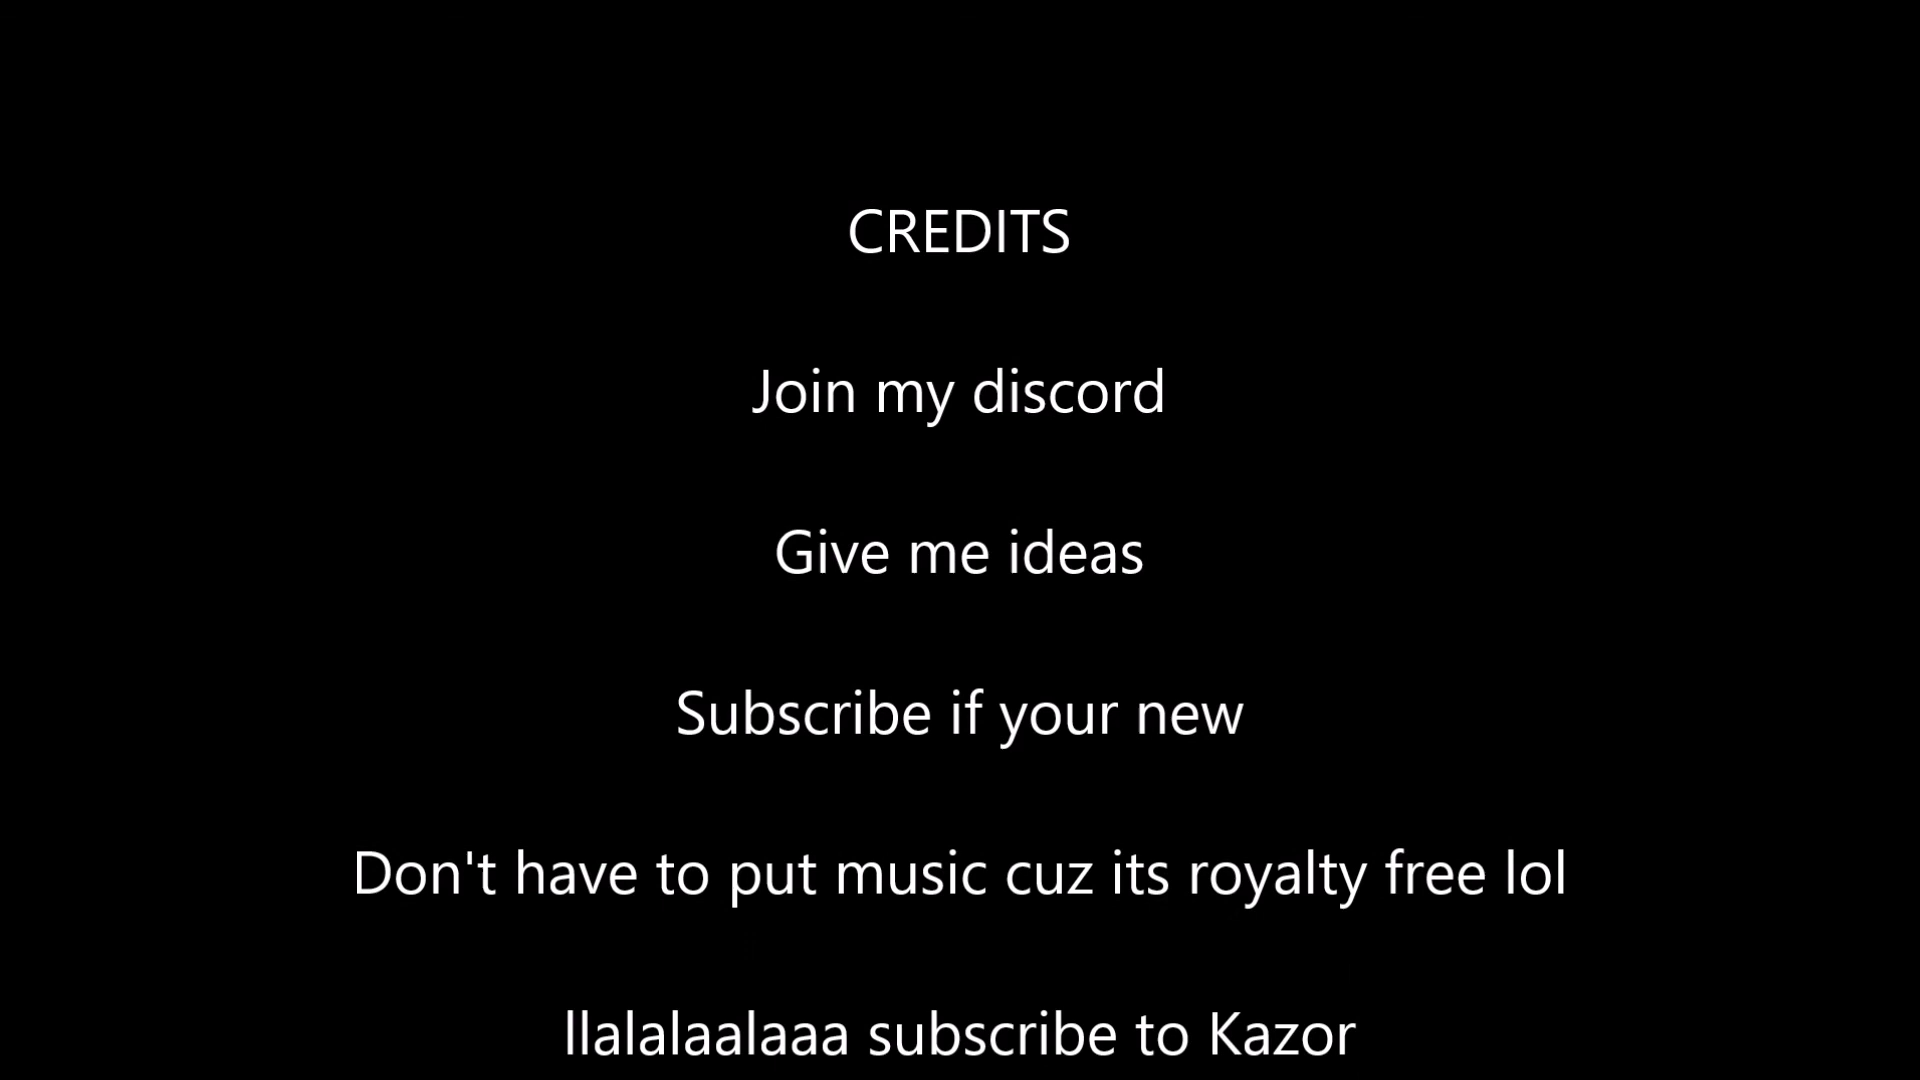 CREDITS
Join my discord
Give me ideas
Subscribe if your new
Don't have to put music cuz its royalty free lol
llalalaalaaa subscribe to Kazor